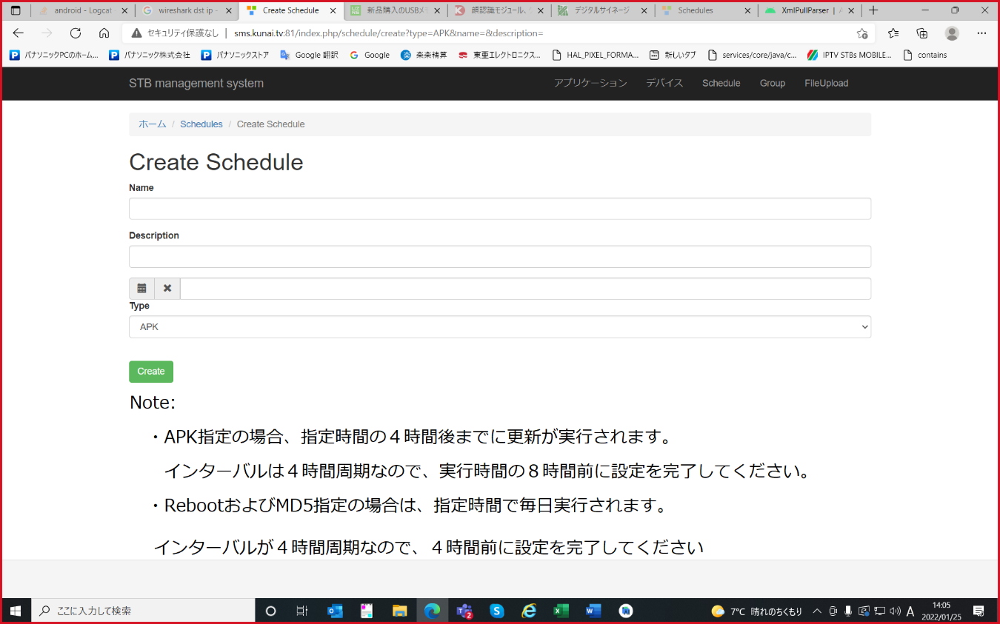 android - Logcat
wireshark dst ip -
Create Schedule
新品購入のUSBメモ
顔認識モジュール、
デジタルサイネージ
Schedules
XmlPullParser |
セキュリティ保護なし | sms.kunai.tv:81/index.php/schedule/create?type=APK&name=&description=
パナソニックPCのホーム...
パナソニック株式会社
パナソニックストア
Google 翻訳
Google
楽楽精算
東亜エレクトロニクス...
HAL_PIXEL_FORMA...
新しいタブ
services/core/java/c...
IPTV STBs MOBILE...
contains
STB management system
アプリケーション
デバイス
Schedule
Group
FileUpload
ホーム / Schedules / Create Schedule
Create Schedule
Name
Description
Type
APK
Create
Note:
・APK指定の場合、指定時間の４時間後までに更新が実行されます。
インターバルは４時間周期なので、実行時間の８時間前に設定を完了してください。
・RebootおよびMD5指定の場合は、指定時間で毎日実行されます。
インターバルが４時間周期なので、４時間前に設定を完了してください
ここに入力して検索
2
7°C 晴れのちくもり
A
14:05
2022/01/25